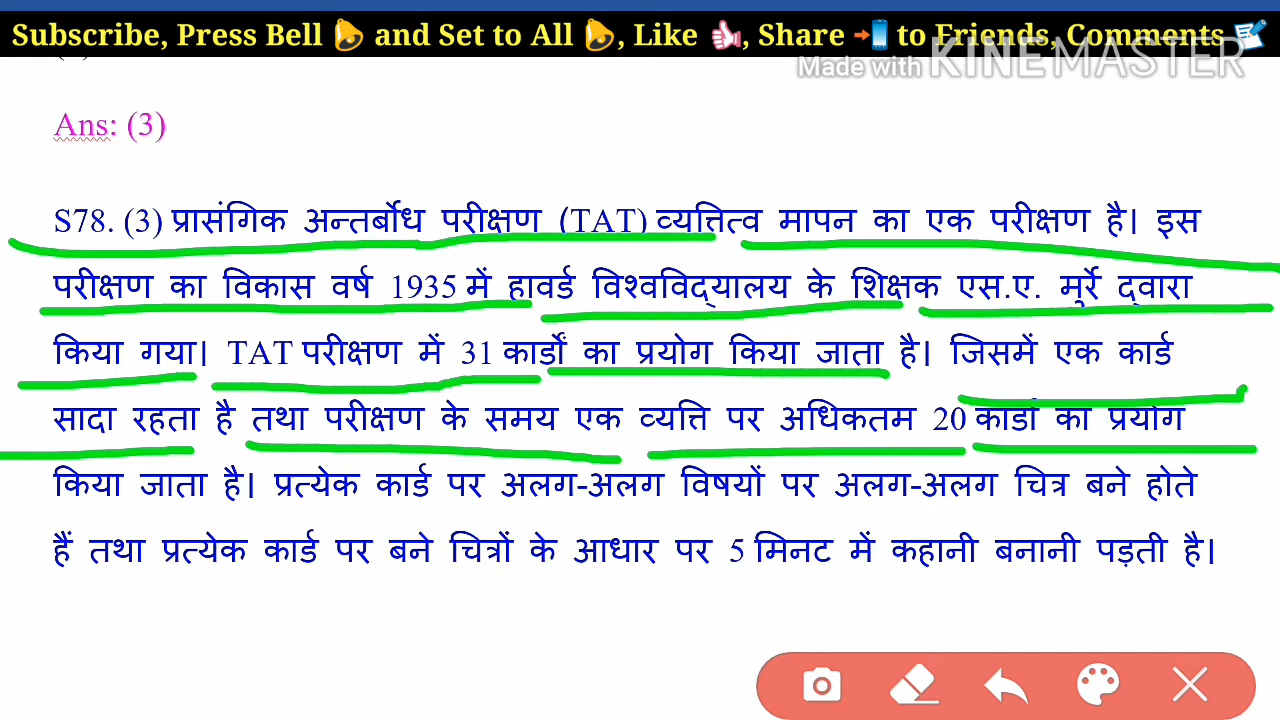 Subscribe, Press Bell 🔔 and Set to All 🔔, Like 👍, Share 📲 to Friends, Comments 📝
Made with KINEMASTER
Ans: (3)
S78. (3) प्रासंगिक अन्तर्बोध परीक्षण (TAT) व्यत्तित्व मापन का एक परीक्षण है। इस
परीक्षण का विकास वर्ष 1935 में हावर्ड विश्वविद्यालय के शिक्षक एस.ए. मुर्रे द्वारा
किया गया। TAT परीक्षण में 31 कार्डों का प्रयोग किया जाता है। जिसमें एक कार्ड
सादा रहता है तथा परीक्षण के समय एक व्यत्ति पर अधिकतम 20 कार्डों का प्रयोग
किया जाता है। प्रत्येक कार्ड पर अलग-अलग विषयों पर अलग-अलग चित्र बने होते
हैं तथा प्रत्येक कार्ड पर बने चित्रों के आधार पर 5 मिनट में कहानी बनानी पड़ती है।